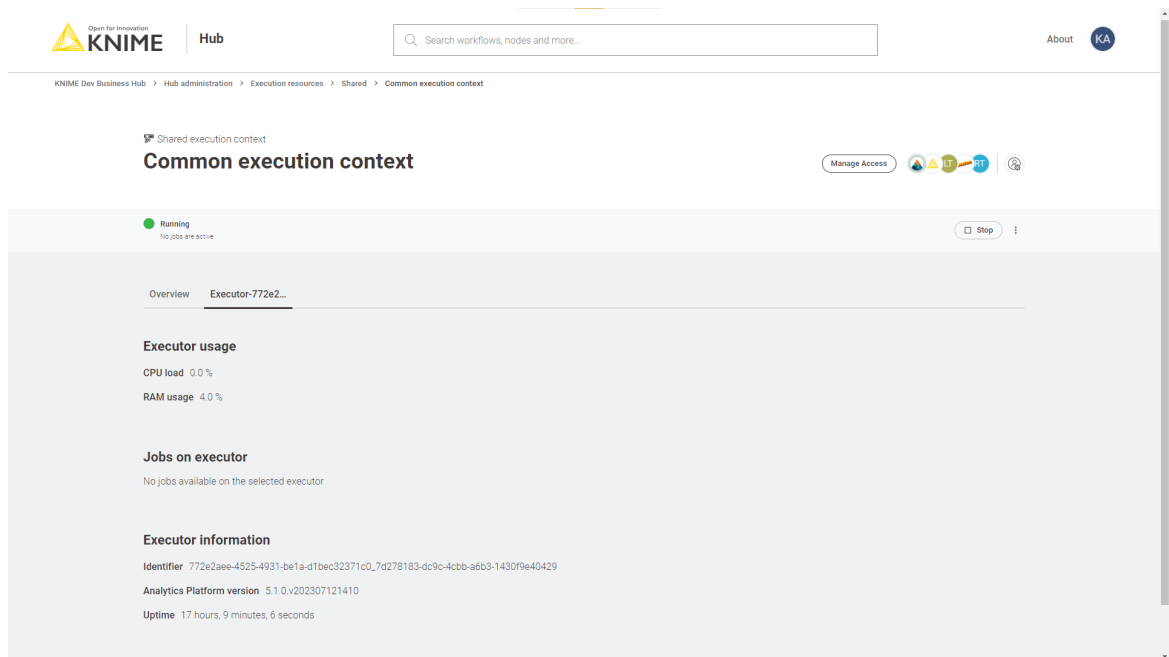 Open for Innovation
KNIME
Hub
Search workflows, nodes and more...
About
KA
KNIME Dev Business Hub > Hub administration > Execution resources > Shared > Common execution context
Shared execution context
Common execution context
Manage Access
LT
RT
Running
No jobs are active
Stop
Overview
Executor-772e2...
Executor usage
CPU load 0.0 %
RAM usage 4.0 %
Jobs on executor
No jobs available on the selected executor
Executor information
Identifier 772e2aee-4525-4931-be1a-d1bec32371c0_7d278183-dc9c-4cbb-a6b3-1430f9e40429
Analytics Platform version 5.1.0.v202307121410
Uptime 17 hours, 9 minutes, 6 seconds